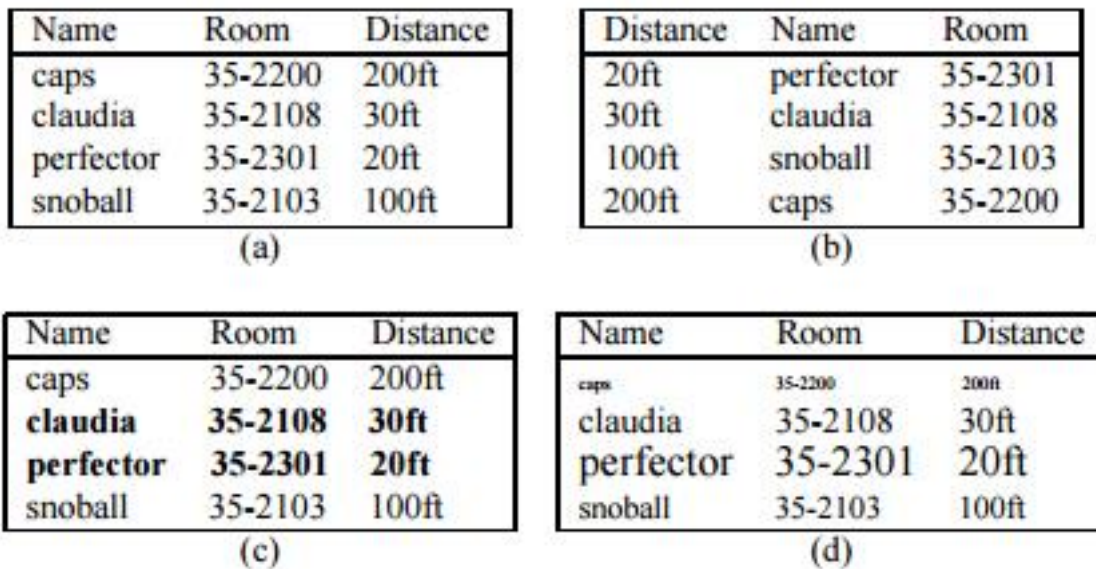 Name Room Distance
caps 35-2200 200ft
claudia 35-2108 30ft
perfector 35-2301 20ft
snoball 35-2103 100ft
(a)
Distance Name Room
20ft perfector 35-2301
30ft claudia 35-2108
100ft snoball 35-2103
200ft caps 35-2200
(b)
Name Room Distance
caps 35-2200 200ft
claudia 35-2108 30ft
perfector 35-2301 20ft
snoball 35-2103 100ft
(c)
Name Room Distance
caps 35-2200 200ft
claudia 35-2108 30ft
perfector 35-2301 20ft
snoball 35-2103 100ft
(d)